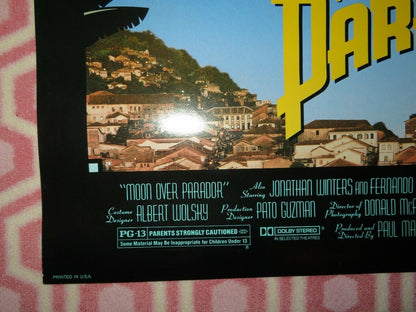 PAR
"MOON OVER PARADOR" Also Starring JONATHAN WINTERS AND FERNANDO
Costume Designer ALBERT WOLSKY Production Designer PATO GUZMAN Director of Photography DONALD McA
Produced and Directed By PAUL MA
PG-13 PARENTS STRONGLY CAUTIONED
Some Material May Be Inappropriate for Children Under 13
DOLBY STEREO
IN SELECTED THEATRES
PRINTED IN U.S.A.